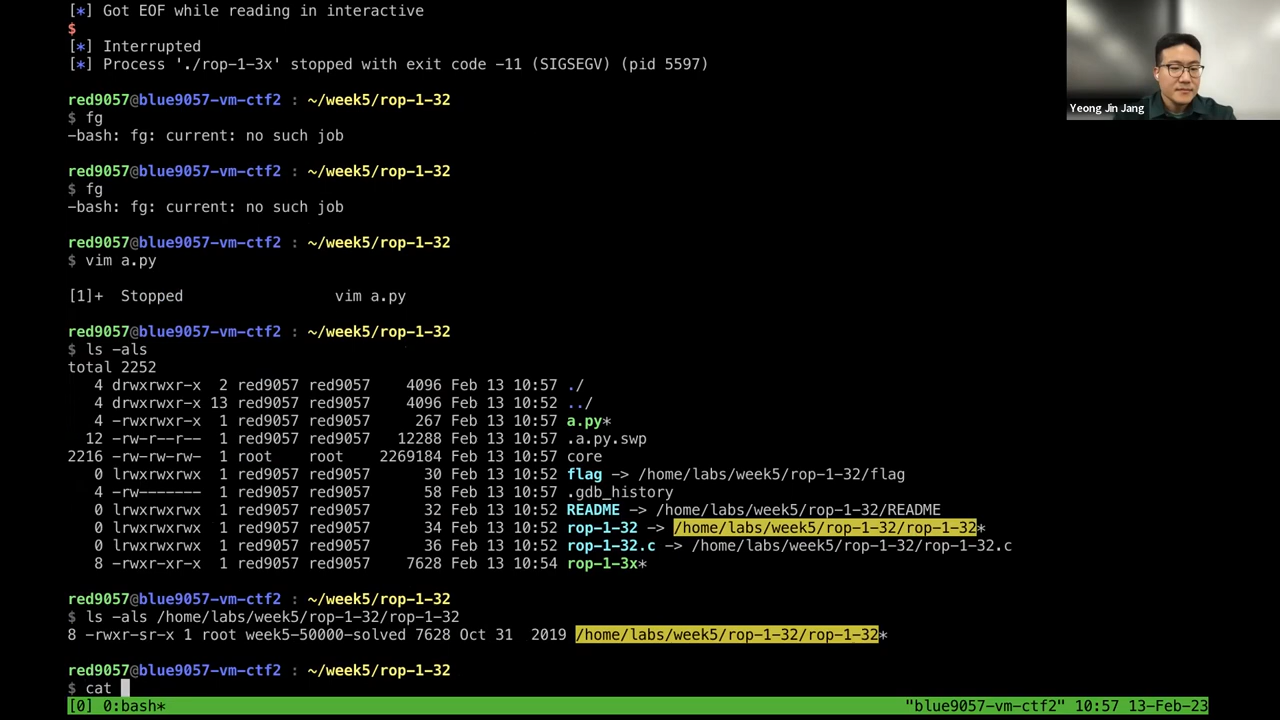 [*] Got EOF while reading in interactive
$
[*] Interrupted
[*] Process './rop-1-3x' stopped with exit code -11 (SIGSEGV) (pid 5597)
red9057@blue9057-vm-ctf2 : ~/week5/rop-1-32
$ fg
-bash: fg: current: no such job
red9057@blue9057-vm-ctf2 : ~/week5/rop-1-32
$ fg
-bash: fg: current: no such job
red9057@blue9057-vm-ctf2 : ~/week5/rop-1-32
$ vim a.py
[1]+  Stopped                 vim a.py
red9057@blue9057-vm-ctf2 : ~/week5/rop-1-32
$ ls -als
total 2252
   4 drwxrwxr-x  2 red9057 red9057    4096 Feb 13 10:57 ./
   4 drwxrwxr-x 13 red9057 red9057    4096 Feb 13 10:52 ../
   4 -rwxrwxr-x  1 red9057 red9057     267 Feb 13 10:57 a.py*
  12 -rw-r--r--  1 red9057 red9057   12288 Feb 13 10:57 .a.py.swp
2216 -rw-rw-rw-  1 root    root    2269184 Feb 13 10:57 core
   0 lrwxrwxrwx  1 red9057 red9057      30 Feb 13 10:52 flag -> /home/labs/week5/rop-1-32/flag
   4 -rw-------  1 red9057 red9057      58 Feb 13 10:57 .gdb_history
   0 lrwxrwxrwx  1 red9057 red9057      32 Feb 13 10:52 README -> /home/labs/week5/rop-1-32/README
   0 lrwxrwxrwx  1 red9057 red9057      34 Feb 13 10:52 rop-1-32 -> /home/labs/week5/rop-1-32/rop-1-32*
   0 lrwxrwxrwx  1 red9057 red9057      36 Feb 13 10:52 rop-1-32.c -> /home/labs/week5/rop-1-32/rop-1-32.c
   8 -rwxr-xr-x  1 red9057 red9057    7628 Feb 13 10:54 rop-1-3x*
red9057@blue9057-vm-ctf2 : ~/week5/rop-1-32
$ ls -als /home/labs/week5/rop-1-32/rop-1-32
8 -rwxr-sr-x 1 root week5-50000-solved 7628 Oct 31  2019 /home/labs/week5/rop-1-32/rop-1-32*
red9057@blue9057-vm-ctf2 : ~/week5/rop-1-32
$ cat
[0] 0:bash* "blue9057-vm-ctf2" 10:57 13-Feb-23
Yeong Jin Jang